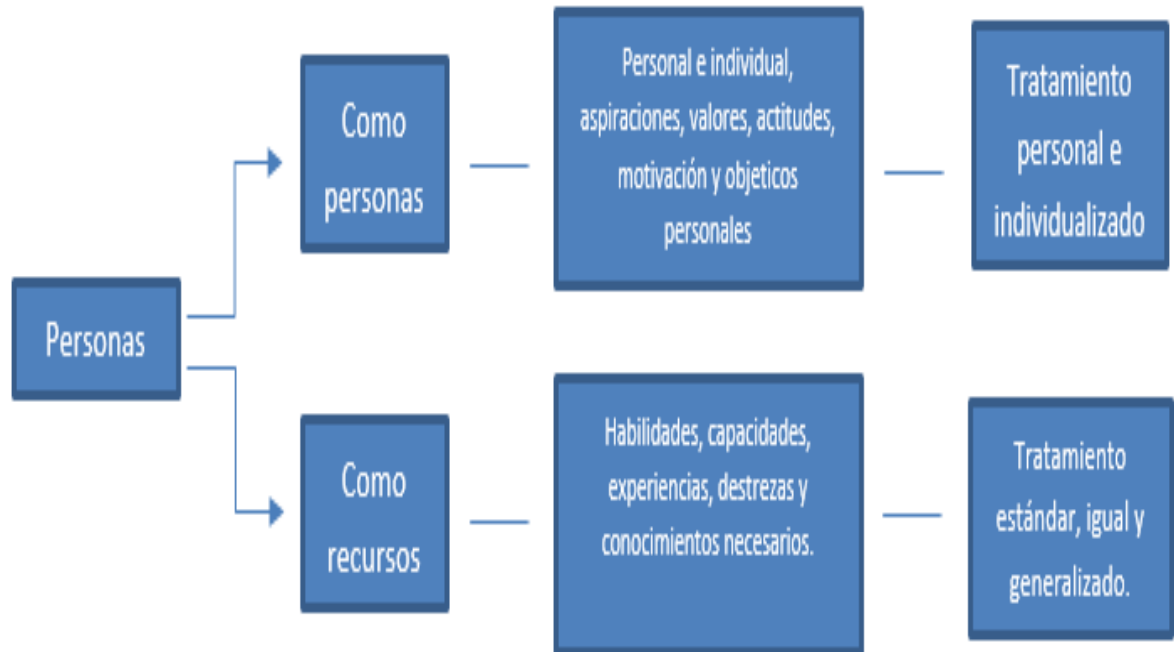 Personas
Como
personas
Personal e individual,
aspiraciones, valores, actitudes,
motivación y objeticos
personales
Tratamiento
personal e
individualizado
Como
recursos
Habilidades, capacidades,
experiencias, destrezas y
conocimientos necesarios.
Tratamiento
estándar, igual y
generalizado.